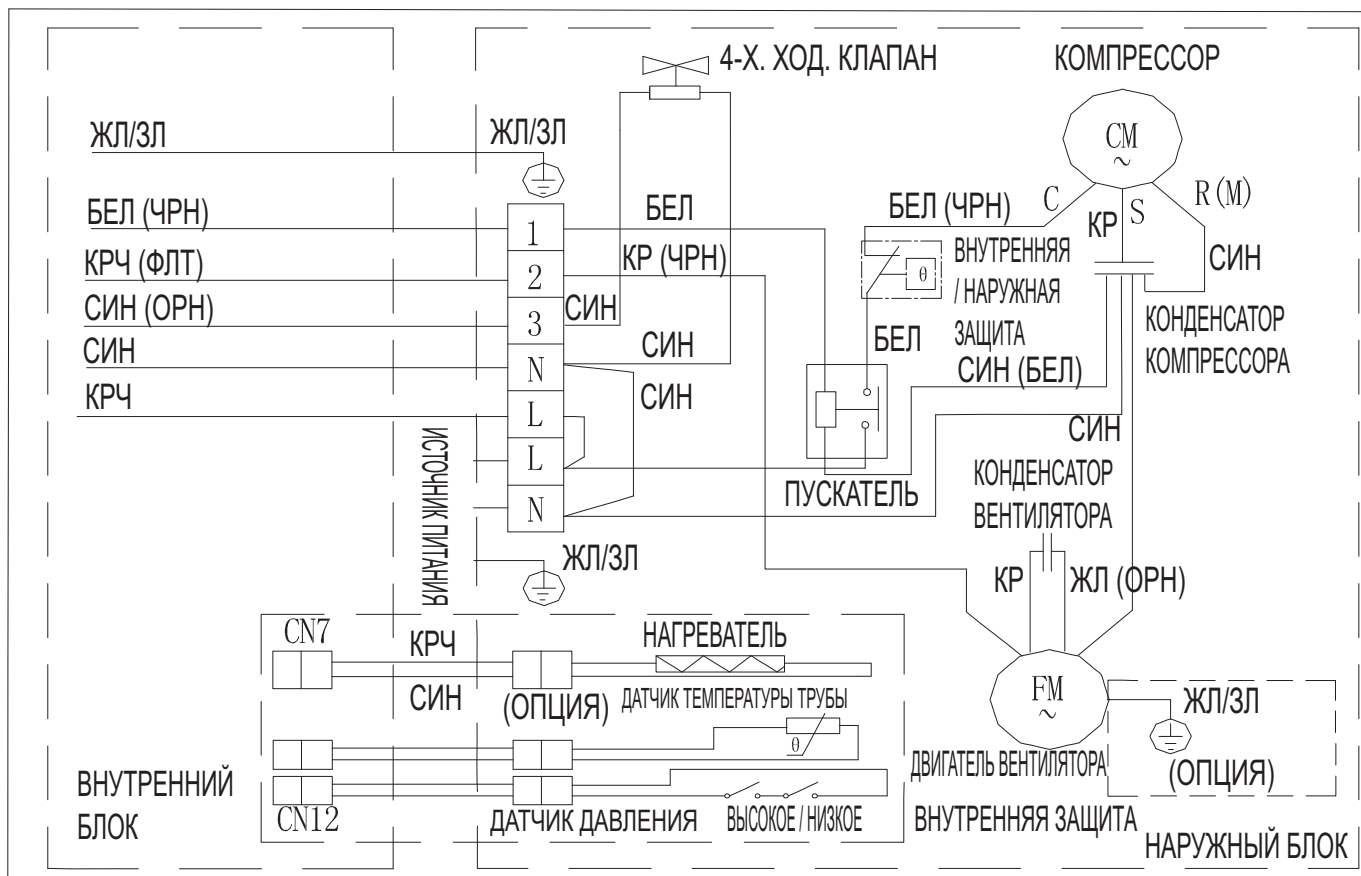 4-Х. ХОД. КЛАПАН
КОМПРЕССОР
ЖЛ/ЗЛ
ЖЛ/ЗЛ
CM
~
БЕЛ (ЧРН)
1
БЕЛ
БЕЛ (ЧРН)
C
КР
S
R(M)
СИН
КРЧ (ФЛТ)
2
КР (ЧРН)
θ
ВНУТРЕННЯЯ
/ НАРУЖНАЯ
ЗАЩИТА
СИН (ОРН)
3
СИН
БЕЛ
КОНДЕНСАТОР
КОМПРЕССОРА
СИН
N
СИН
СИН (БЕЛ)
КРЧ
L
СИН
СИН
ИСТОЧНИК ПИТАНИЯ
L
N
ПУСКАТЕЛЬ
КОНДЕНСАТОР
ВЕНТИЛЯТОРА
ЖЛ/ЗЛ
КР
ЖЛ (ОРН)
CN7
КРЧ
СИН
(ОПЦИЯ)
НАГРЕВАТЕЛЬ
ДАТЧИК ТЕМПЕРАТУРЫ ТРУБЫ
θ
FM
~
ЖЛ/ЗЛ
(ОПЦИЯ)
ДВИГАТЕЛЬ ВЕНТИЛЯТОРА
ВНУТРЕННЯЯ ЗАЩИТА
ВНУТРЕННИЙ
БЛОК
CN12
ДАТЧИК ДАВЛЕНИЯ
ВЫСОКОЕ / НИЗКОЕ
НАРУЖНЫЙ БЛОК